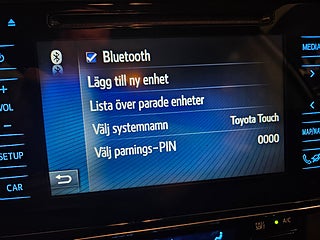 Bluetooth
MEDIA
Lägg till ny enhet
Lista över parade enheter
VOL
Välj systemnamn Toyota Touch
MAP/NAV
Välj parnings-PIN 0000
SETUP
CAR
A/C